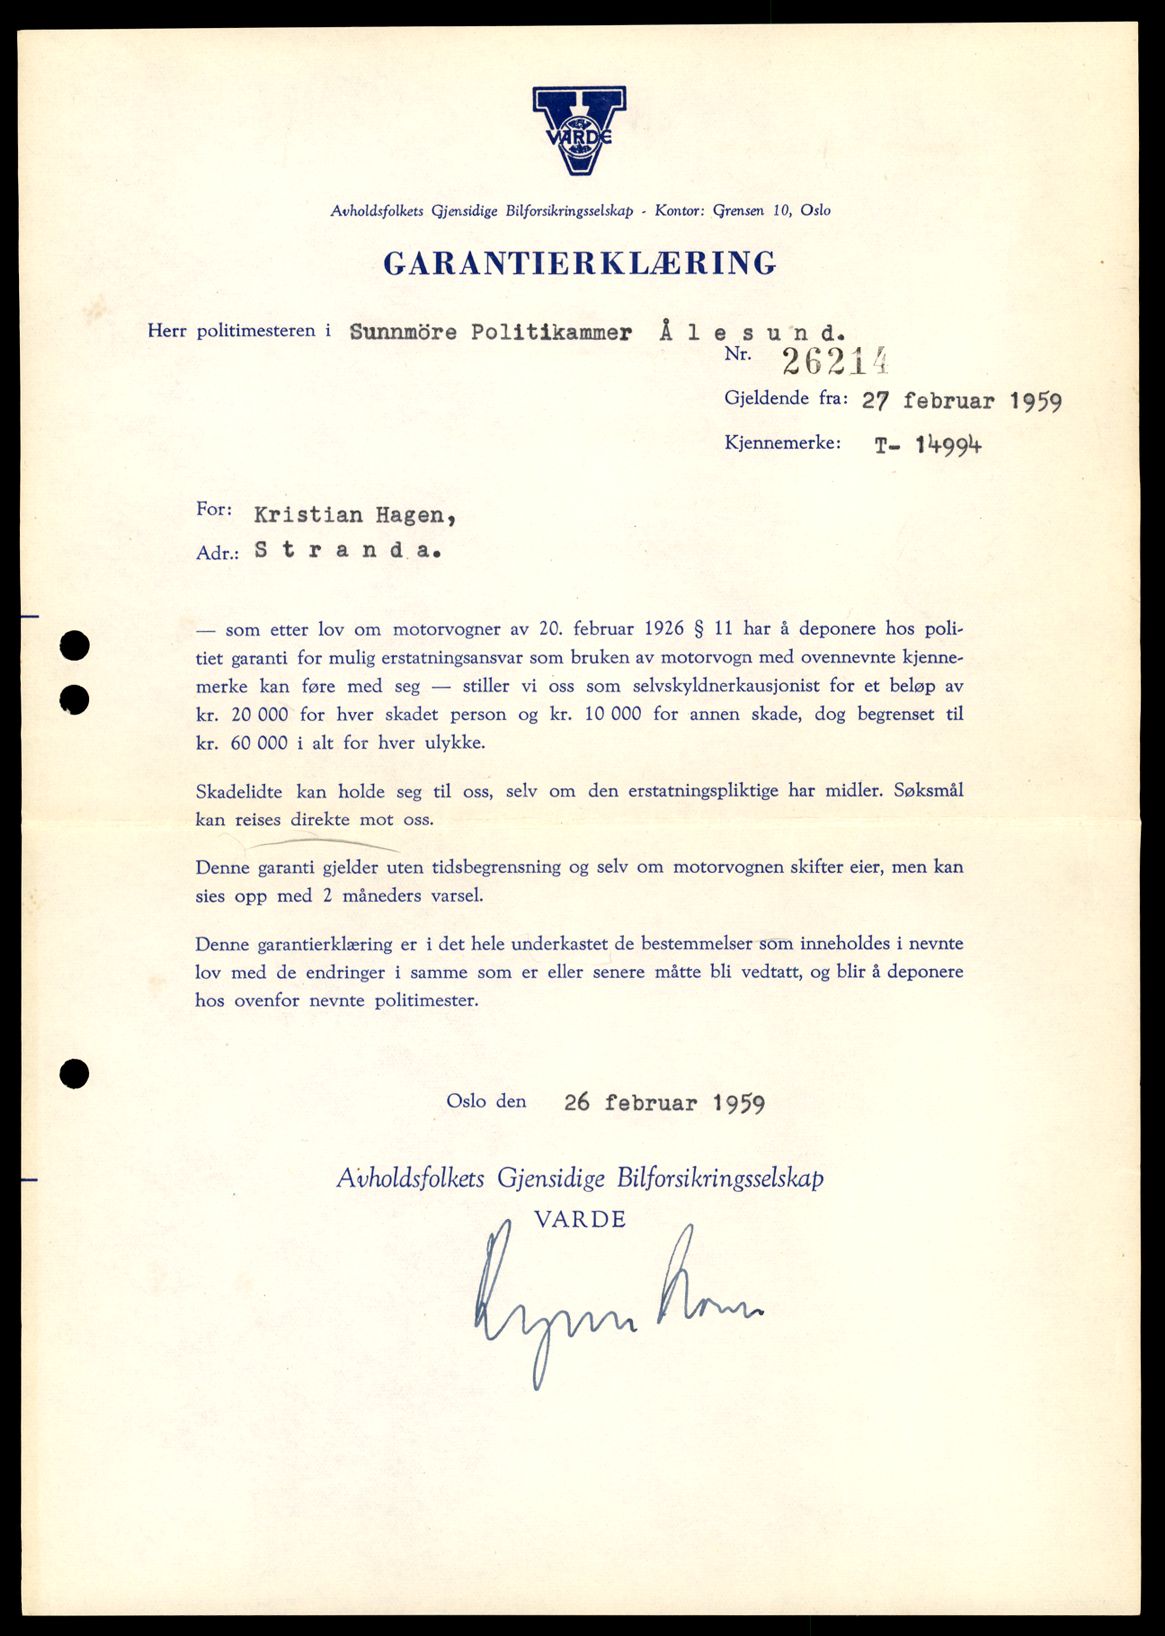 V
VARDE
Avholdsfolkets Gjensidige Bilforsikringsselskap - Kontor: Grensen 10, Oslo
GARANTIERKLÆRING
Herr politimesteren i Sunnmöre Politikammer Å l e s u n d.
Nr. 26214
Gjeldende fra: 27 februar 1959
Kjennemerke: T- 14994
For: Kristian Hagen,
Adr.: S t r a n d a.
— som etter lov om motorvogner av 20. februar 1926 § 11 har å deponere hos poli-
tiet garanti for mulig erstatningsansvar som bruken av motorvogn med ovennevnte kjenne-
merke kan føre med seg — stiller vi oss som selvskyldnerkausjonist for et beløp av
kr. 20 000 for hver skadet person og kr. 10 000 for annen skade, dog begrenset til
kr. 60 000 i alt for hver ulykke.
Skadelidte kan holde seg til oss, selv om den erstatningspliktige har midler. Søksmål
kan reises direkte mot oss.
Denne garanti gjelder uten tidsbegrensning og selv om motorvognen skifter eier, men kan
sies opp med 2 måneders varsel.
Denne garantierklæring er i det hele underkastet de bestemmelser som inneholdes i nevnte
lov med de endringer i samme som er eller senere måtte bli vedtatt, og blir å deponere
hos ovenfor nevnte politimester.
Oslo den 26 februar 1959
Avholdsfolkets Gjensidige Bilforsikringsselskap
VARDE